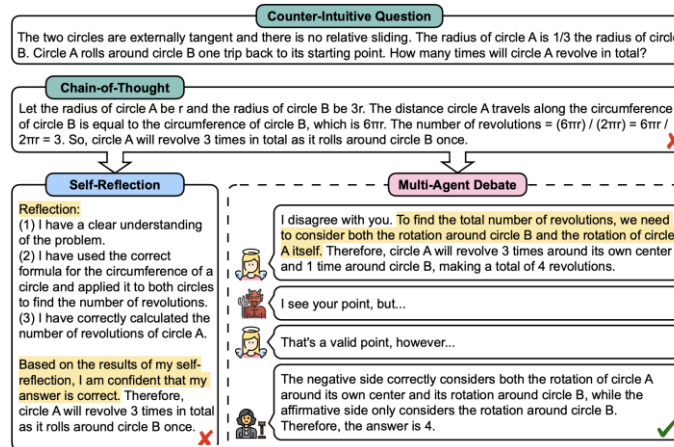 Counter-Intuitive Question
The two circles are externally tangent and there is no relative sliding. The radius of circle A is 1/3 the radius of circle
B. Circle A rolls around circle B one trip back to its starting point. How many times will circle A revolve in total?
Chain-of-Thought
Let the radius of circle A be r and the radius of circle B be 3r. The distance circle A travels along the circumference
of circle B is equal to the circumference of circle B, which is 6πr. The number of revolutions = (6πr) / (2πr) = 6πr /
2πr = 3. So, circle A will revolve 3 times in total as it rolls around circle B once.
Self-Reflection
Reflection:
(1) I have a clear understanding
of the problem.
(2) I have used the correct
formula for the circumference of a
circle and applied it to both circles
to find the number of revolutions.
(3) I have correctly calculated the
number of revolutions of circle A.
Based on the results of my self-
reflection, I am confident that my
answer is correct. Therefore,
circle A will revolve 3 times in total
as it rolls around circle B once.
Multi-Agent Debate
I disagree with you. To find the total number of revolutions, we need
to consider both the rotation around circle B and the rotation of circle
A itself. Therefore, circle A will revolve 3 times around its own center
and 1 time around circle B, making a total of 4 revolutions.
I see your point, but...
That's a valid point, however...
The negative side correctly considers both the rotation of circle A
around its own center and its rotation around circle B, while the
affirmative side only considers the rotation around circle B.
Therefore, the answer is 4.